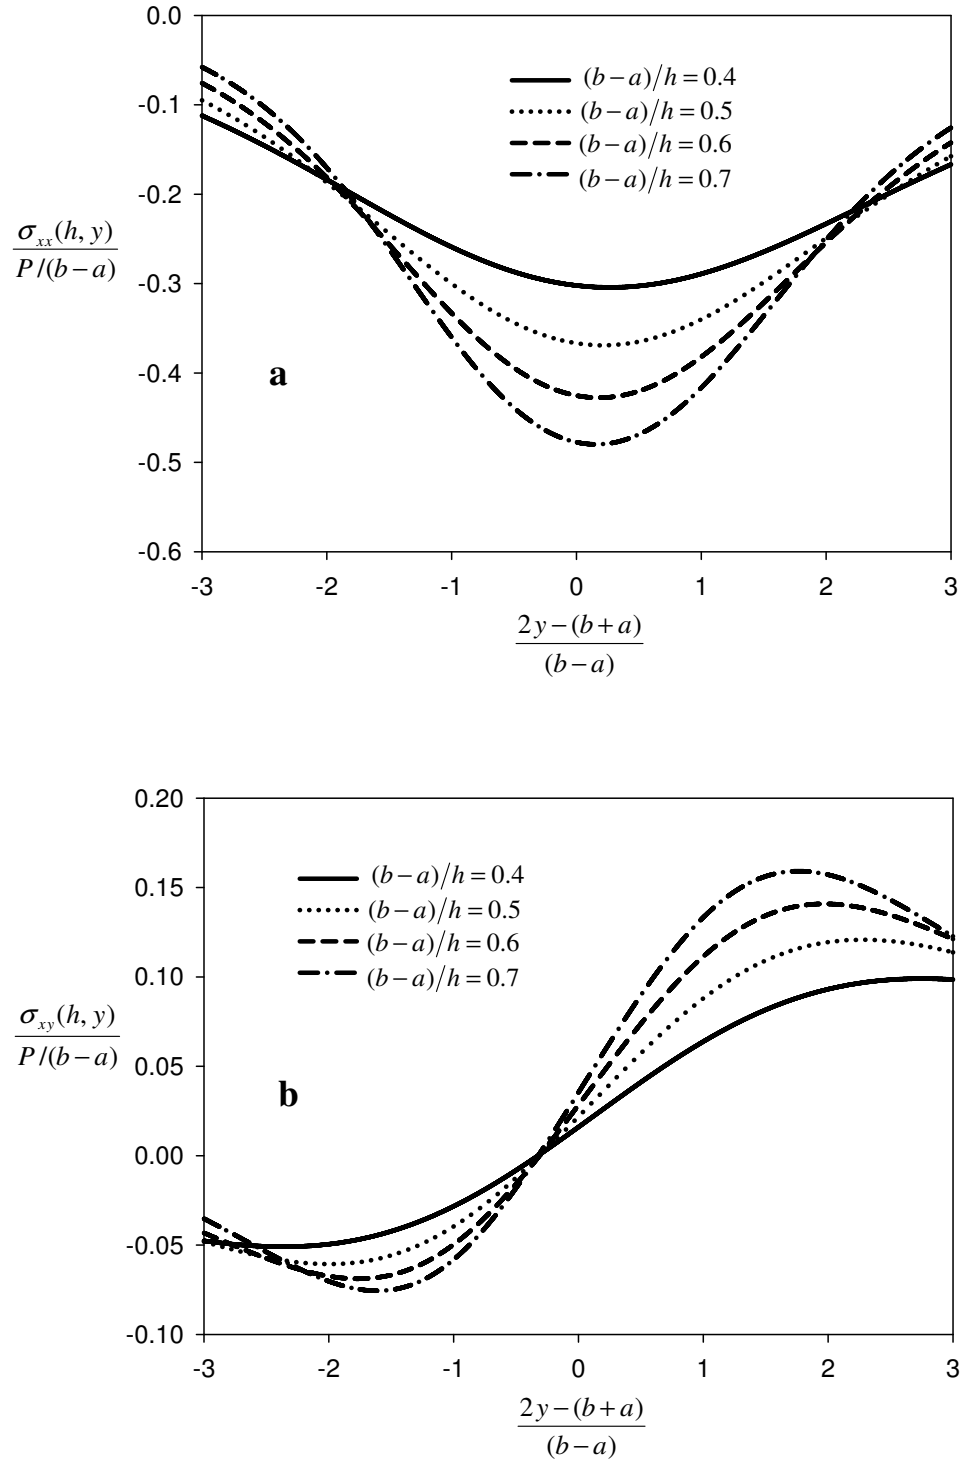 0.0
(b−a)/h=0.4
-0.1
(b−a)/h=0.5
(b−a)/h=0.6
(b−a)/h=0.7
-0.2
σxx(h, y)
P/(b−a)
-0.3
a
-0.4
-0.5
-0.6
-3 -2 -1 0 1 2 3
2y−(b+a)
(b−a)
0.20
(b−a)/h=0.4
0.15
(b−a)/h=0.5
(b−a)/h=0.6
(b−a)/h=0.7
0.10
σxy(h, y)
P/(b−a)
0.05
b
0.00
-0.05
-0.10
-3 -2 -1 0 1 2 3
2y−(b+a)
(b−a)